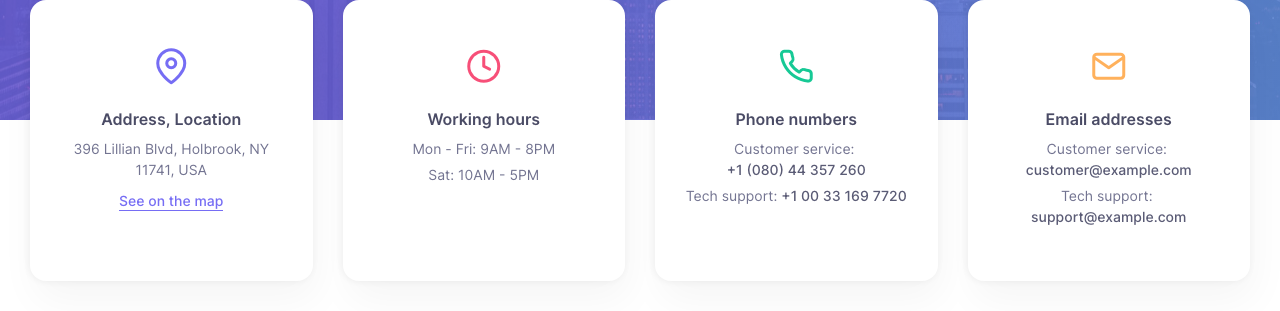 Address, Location
396 Lillian Blvd, Holbrook, NY
11741, USA
See on the map
Working hours
Mon - Fri: 9AM - 8PM
Sat: 10AM - 5PM
Phone numbers
Customer service:
+1 (080) 44 357 260
Tech support: +1 00 33 169 7720
Email addresses
Customer service:
customer@example.com
Tech support:
support@example.com